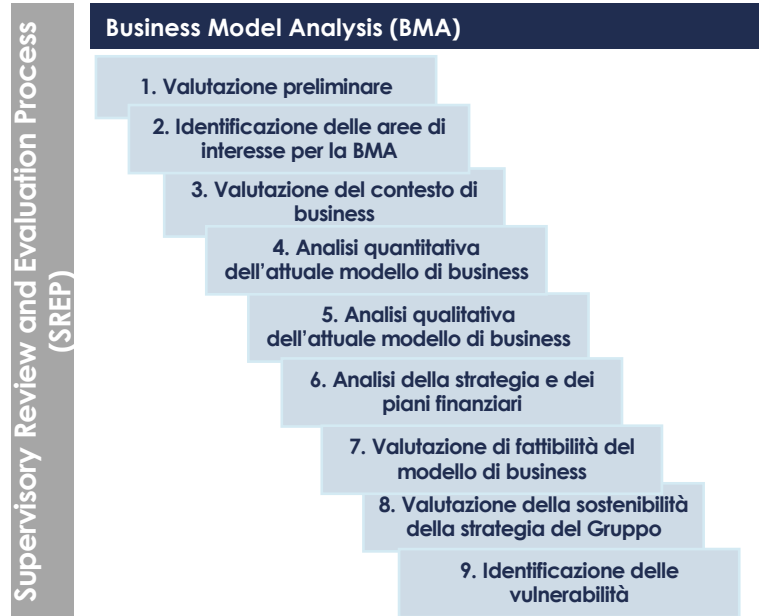 Supervisory Review and Evaluation Process
(SREP)
Business Model Analysis (BMA)
1. Valutazione preliminare
2. Identificazione delle aree di
interesse per la BMA
3. Valutazione del contesto di
business
4. Analisi quantitativa
dell'attuale modello di business
5. Analisi qualitativa
dell'attuale modello di business
6. Analisi della strategia e dei
piani finanziari
7. Valutazione di fattibilità del
modello di business
8. Valutazione della sostenibilità
della strategia del Gruppo
9. Identificazione delle
vulnerabilità